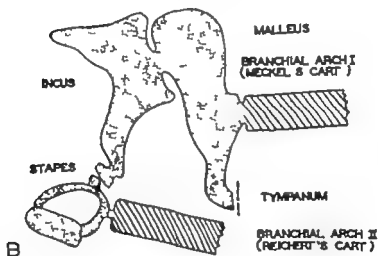 MALLEUS
BRANCHIAL ARCH I
(MECKEL S CART )
INCUS
STAPES
TYMPANUM
BRANCHIAL ARCH II
(REICHERT'S CART)
B